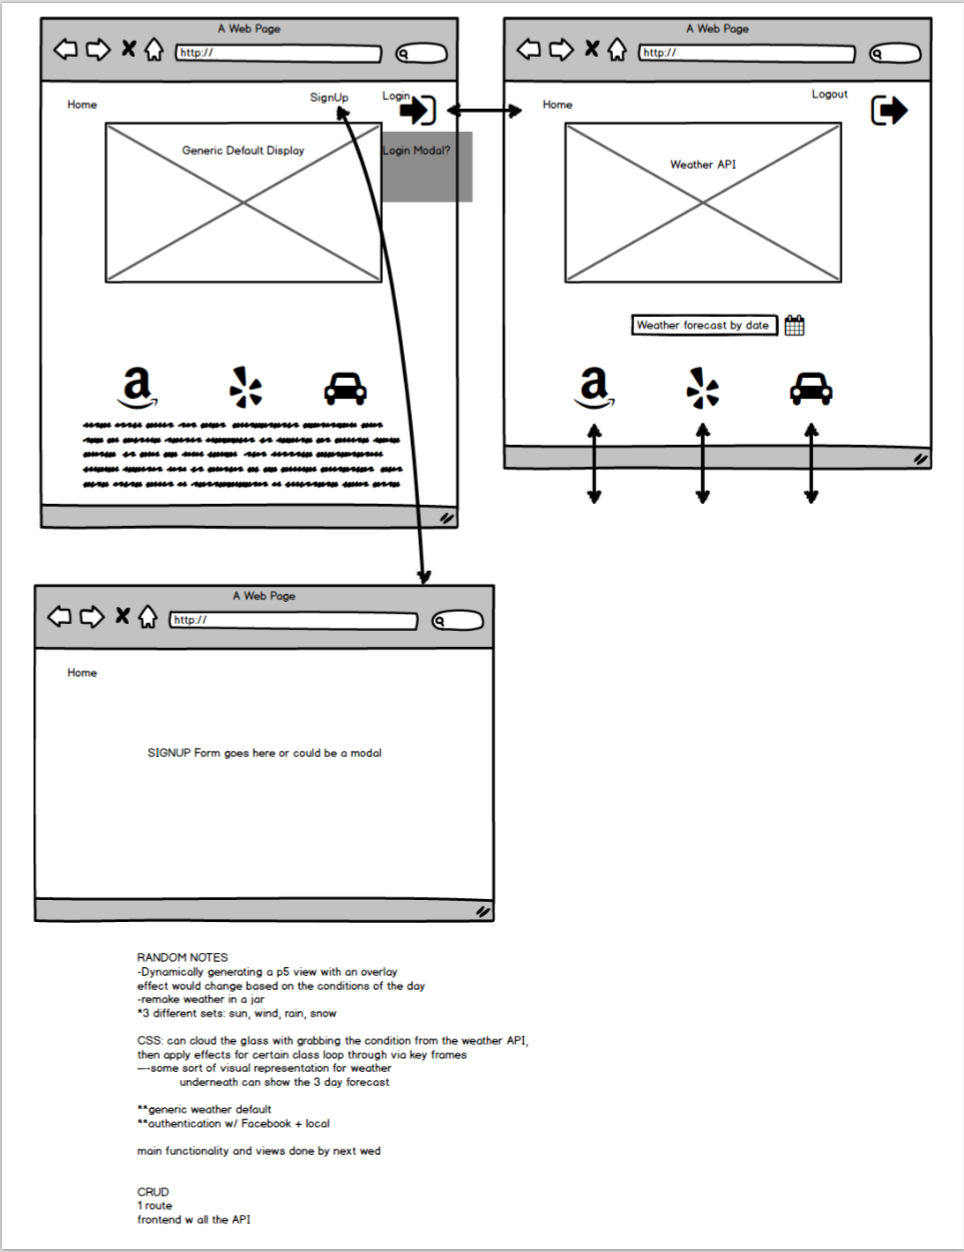 A Web Page
http://
Home
SignUp
Login
Generic Default Display
Login Modal?
A Web Page
http://
Home
Logout
Weather API
Weather forecast by date
A Web Page
http://
Home
SIGNUP Form goes here or could be a modal
RANDOM NOTES
-Dynamically generating a p5 view with an overlay
effect would change based on the conditions of the day
-remake weather in a jar
*3 different sets: sun, wind, rain, snow
CSS: can cloud the glass with grabbing the condition from the weather API,
then apply effects for certain class loop through via key frames
—-some sort of visual representation for weather
underneath can show the 3 day forecast
**generic weather default
**authentication w/ Facebook + local
main functionality and views done by next wed
CRUD
1 route
frontend w all the API